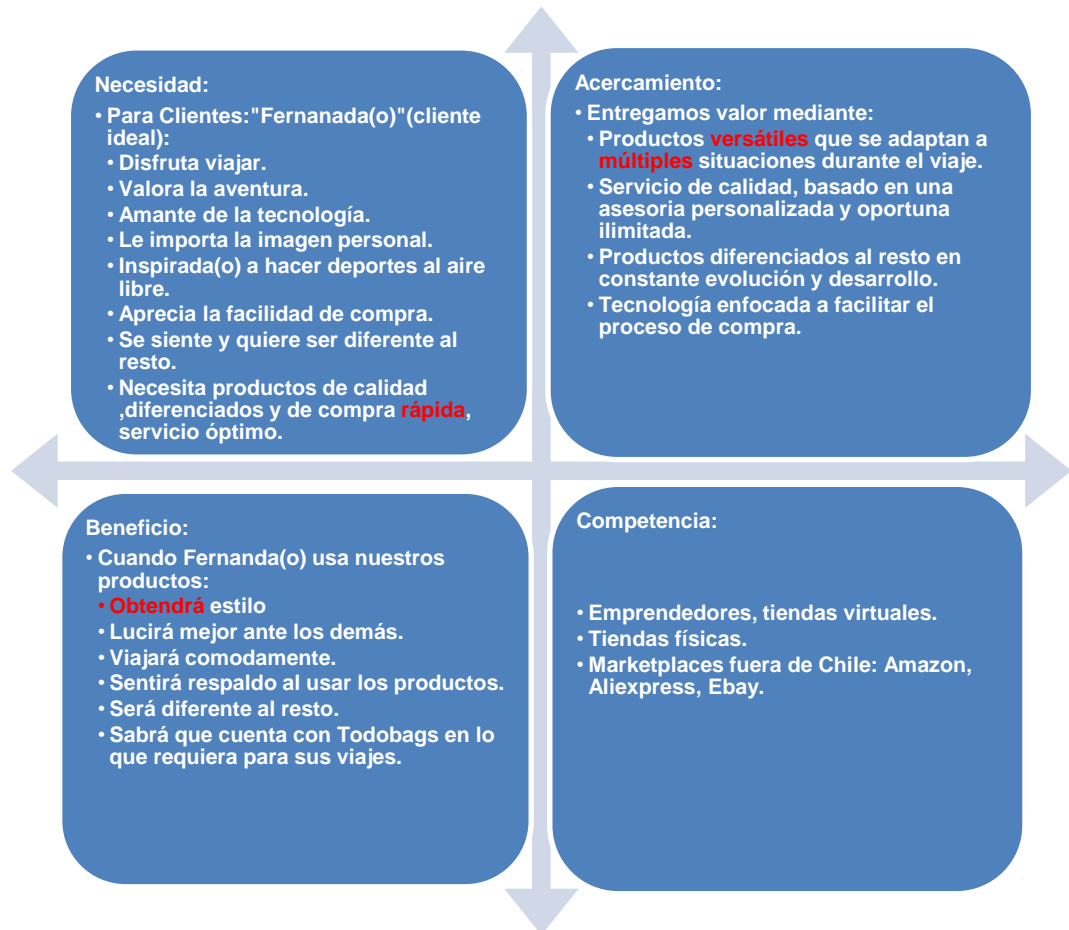 Necesidad:
• Para Clientes:"Fernanada(o)"(cliente
ideal):
• Disfruta viajar.
• Valora la aventura.
• Amante de la tecnología.
• Le importa la imagen personal.
• Inspirada(o) a hacer deportes al aire
libre.
• Aprecia la facilidad de compra.
• Se siente y quiere ser diferente al
resto.
• Necesita productos de calidad
,diferenciados y de compra rápida,
servicio óptimo.
Acercamiento:
• Entregamos valor mediante:
• Productos versátiles que se adaptan a
múltiples situaciones durante el viaje.
• Servicio de calidad, basado en una
asesoria personalizada y oportuna
ilimitada.
• Productos diferenciados al resto en
constante evolución y desarrollo.
• Tecnología enfocada a facilitar el
proceso de compra.
Beneficio:
• Cuando Fernanda(o) usa nuestros
productos:
• Obtendrá estilo
• Lucirá mejor ante los demás.
• Viajará comodamente.
• Sentirá respaldo al usar los productos.
• Será diferente al resto.
• Sabrá que cuenta con Todobags en lo
que requiera para sus viajes.
Competencia:
• Emprendedores, tiendas virtuales.
• Tiendas físicas.
• Marketplaces fuera de Chile: Amazon,
Aliexpress, Ebay.